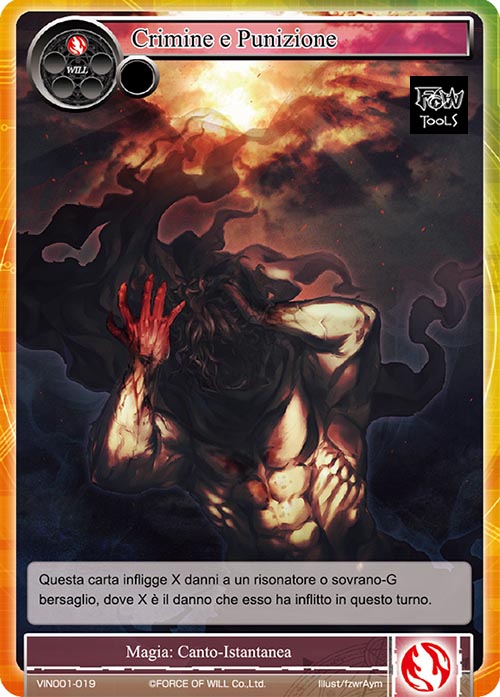 Crimine e Punizione
WILL
FOW
TOOLS
Questa carta infligge X danni a un risonatore o sovrano-G
bersaglio, dove X è il danno che esso ha inflitto in questo turno.
Magia: Canto-Istantanea
VIN001-019 ©FORCE OF WILL Co.,Ltd. Illust/fzwrAym